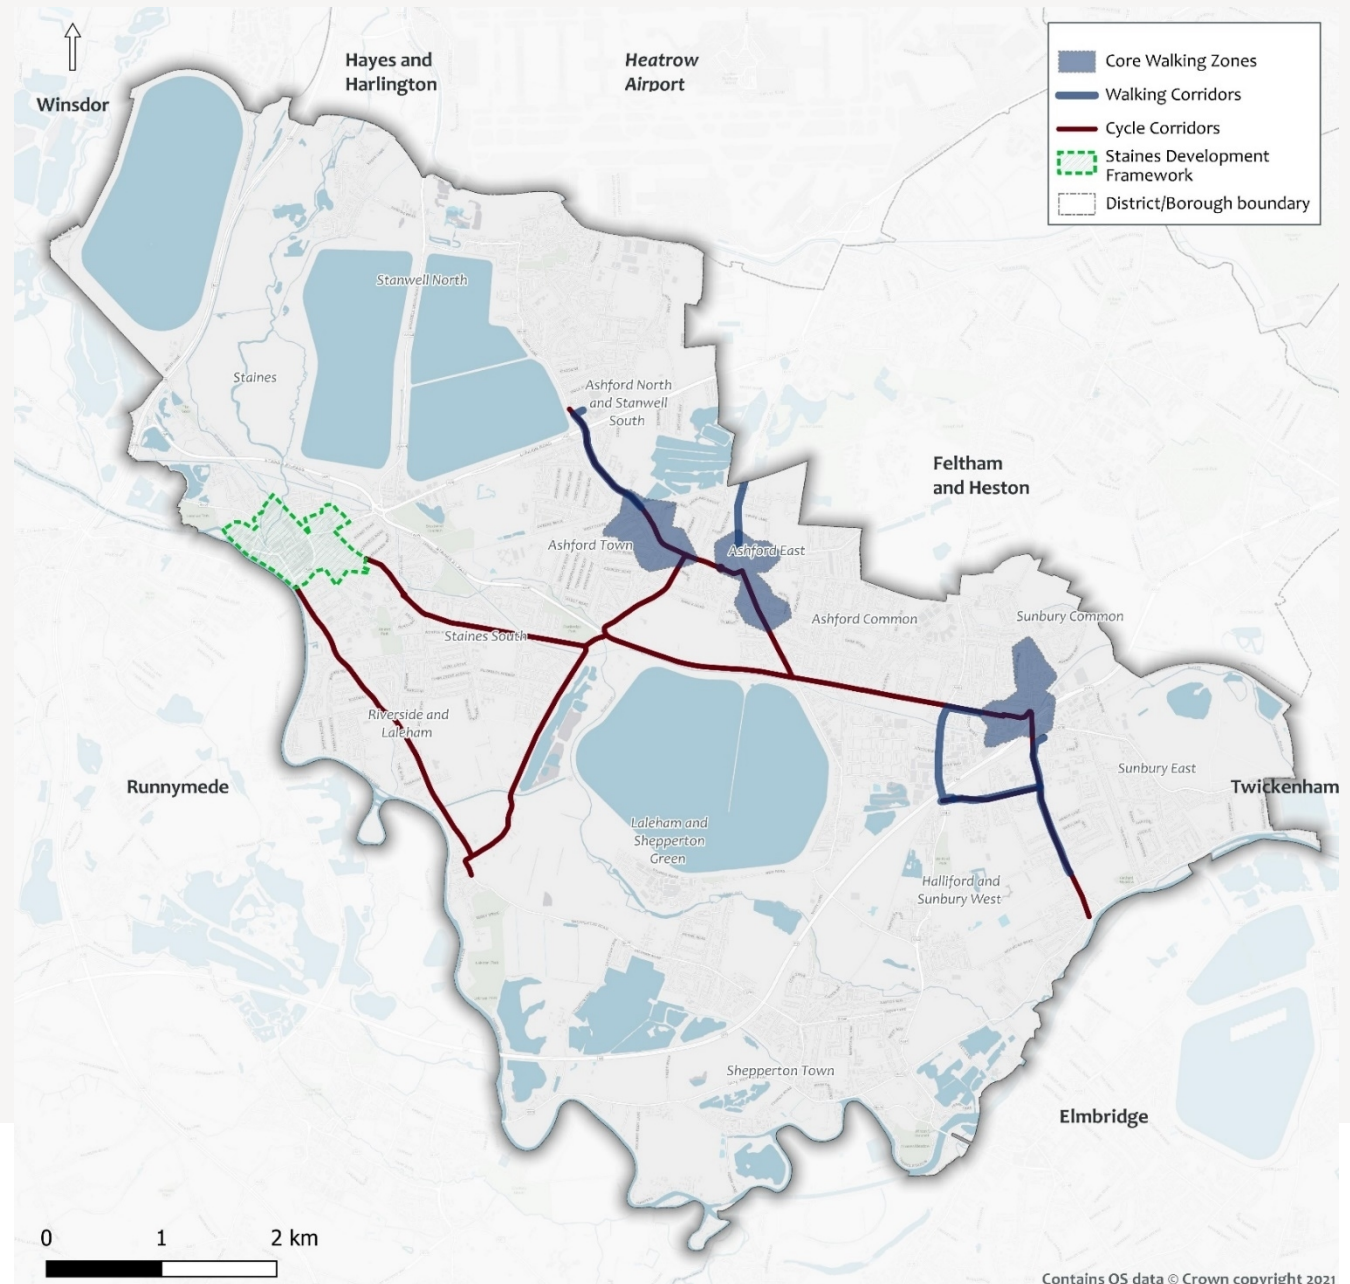 Hayes and
Harlington
Heatrow
Airport
Winsdor
Core Walking Zones
Walking Corridors
Cycle Corridors
Staines Development
Framework
District/Borough boundary
Stanwell North
Staines
Ashford North
and Stanwell
South
Feltham
and Heston
Ashford Town
Ashford East
Ashford Common
Sunbury Common
Staines South
Riverside and
Laleham
Runnymede
Sunbury East
Twickenham
Laleham and
Shepperton
Green
Halliford and
Sunbury West
Shepperton Town
Elmbridge
0 1 2 km
Contains OS data © Crown copyright 2021